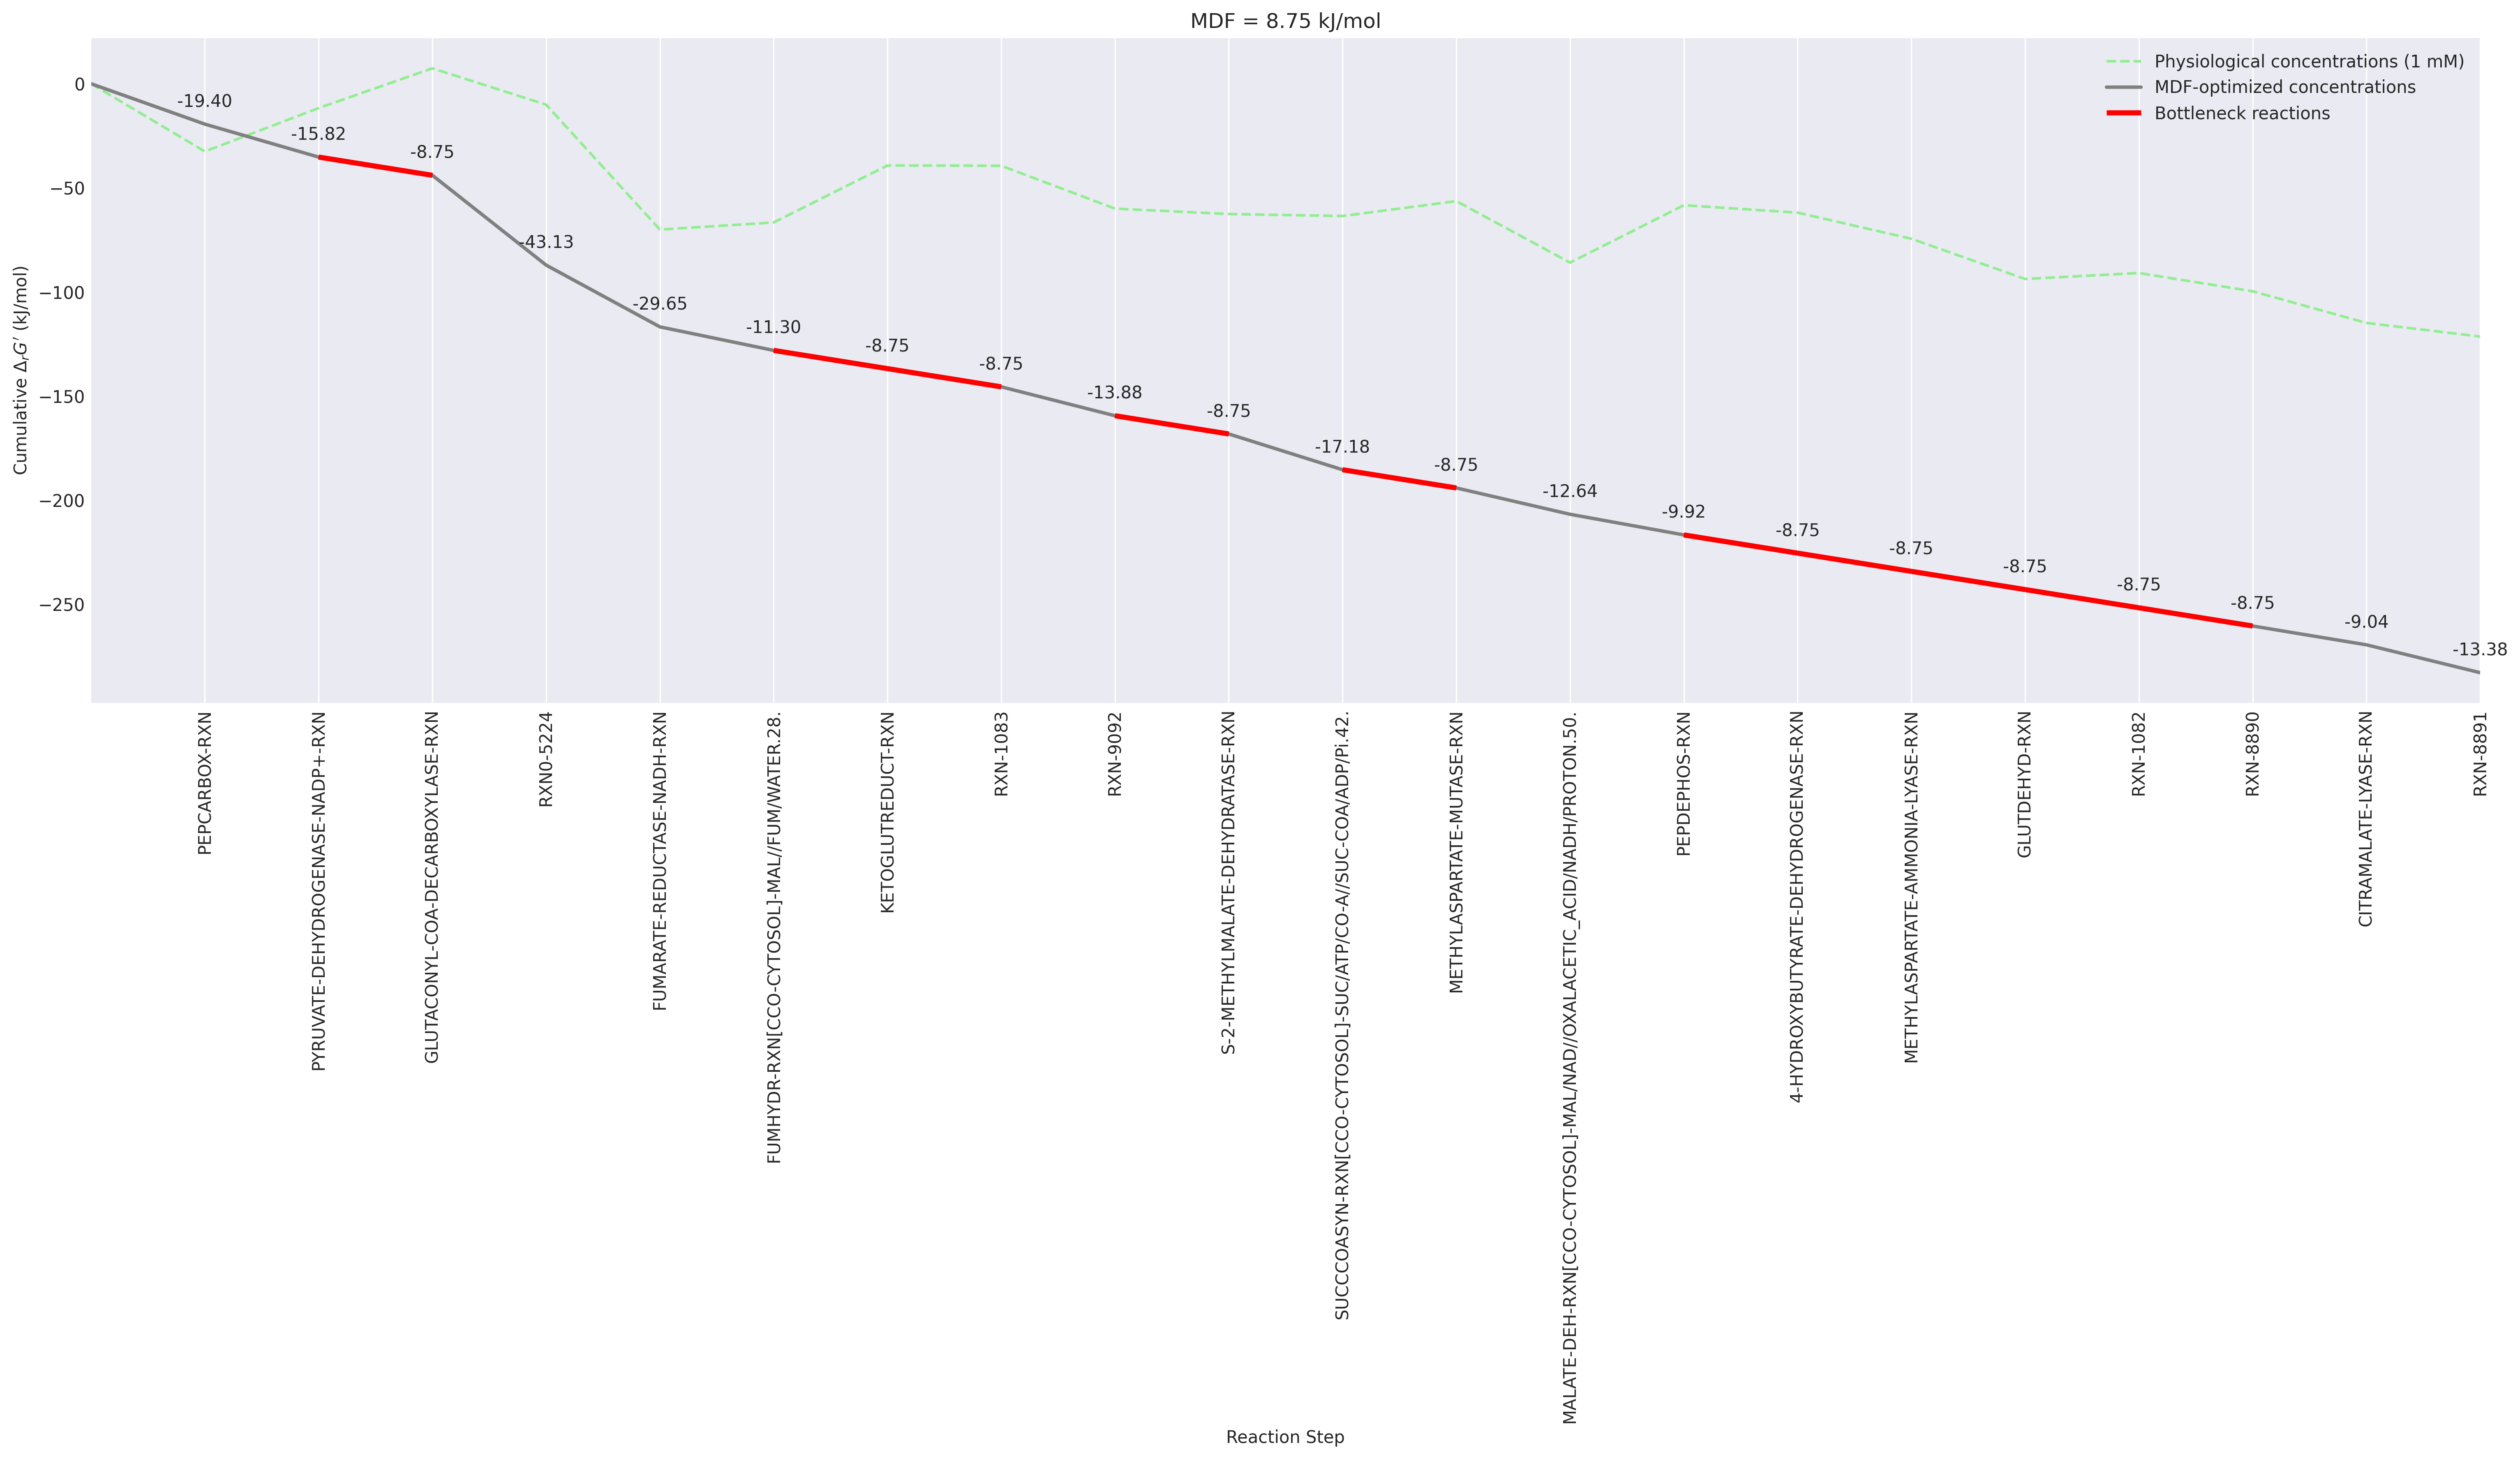 MDF = 8.75 kJ/mol
Physiological concentrations (1 mM)
MDF-optimized concentrations
Bottleneck reactions
Cumulative ΔrG′ (kJ/mol)
0
−50
−100
−150
−200
−250
-19.40
-15.82
-8.75
-43.13
-29.65
-11.30
-8.75
-8.75
-13.88
-8.75
-17.18
-8.75
-12.64
-9.92
-8.75
-8.75
-8.75
-8.75
-8.75
-9.04
-13.38
PEPCARBOX-RXN
PYRUVATE-DEHYDROGENASE-NADP+-RXN
GLUTACONYL-COA-DECARBOXYLASE-RXN
RXN0-5224
FUMARATE-REDUCTASE-NADH-RXN
FUMHYDR-RXN[CCO-CYTOSOL]-MAL//FUM/WATER.28.
KETOGLUTREDUCT-RXN
RXN-1083
RXN-9092
S-2-METHYLMALATE-DEHYDRATASE-RXN
SUCCCOASYN-RXN[CCO-CYTOSOL]-SUC/ATP/CO-A//SUC-COA/ADP/Pi.42.
METHYLASPARTATE-MUTASE-RXN
MALATE-DEH-RXN[CCO-CYTOSOL]-MAL/NAD//OXALACETIC_ACID/NADH/PROTON.50.
PEPDEPHOS-RXN
4-HYDROXYBUTYRATE-DEHYDROGENASE-RXN
METHYLASPARTATE-AMMONIA-LYASE-RXN
GLUTDEHYD-RXN
RXN-1082
RXN-8890
CITRAMALATE-LYASE-RXN
RXN-8891
Reaction Step